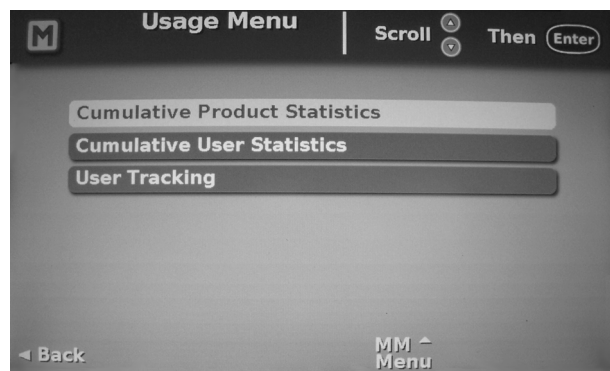 M
Usage Menu
Scroll
Then Enter
Cumulative Product Statistics
Cumulative User Statistics
User Tracking
Back
MM
Menu